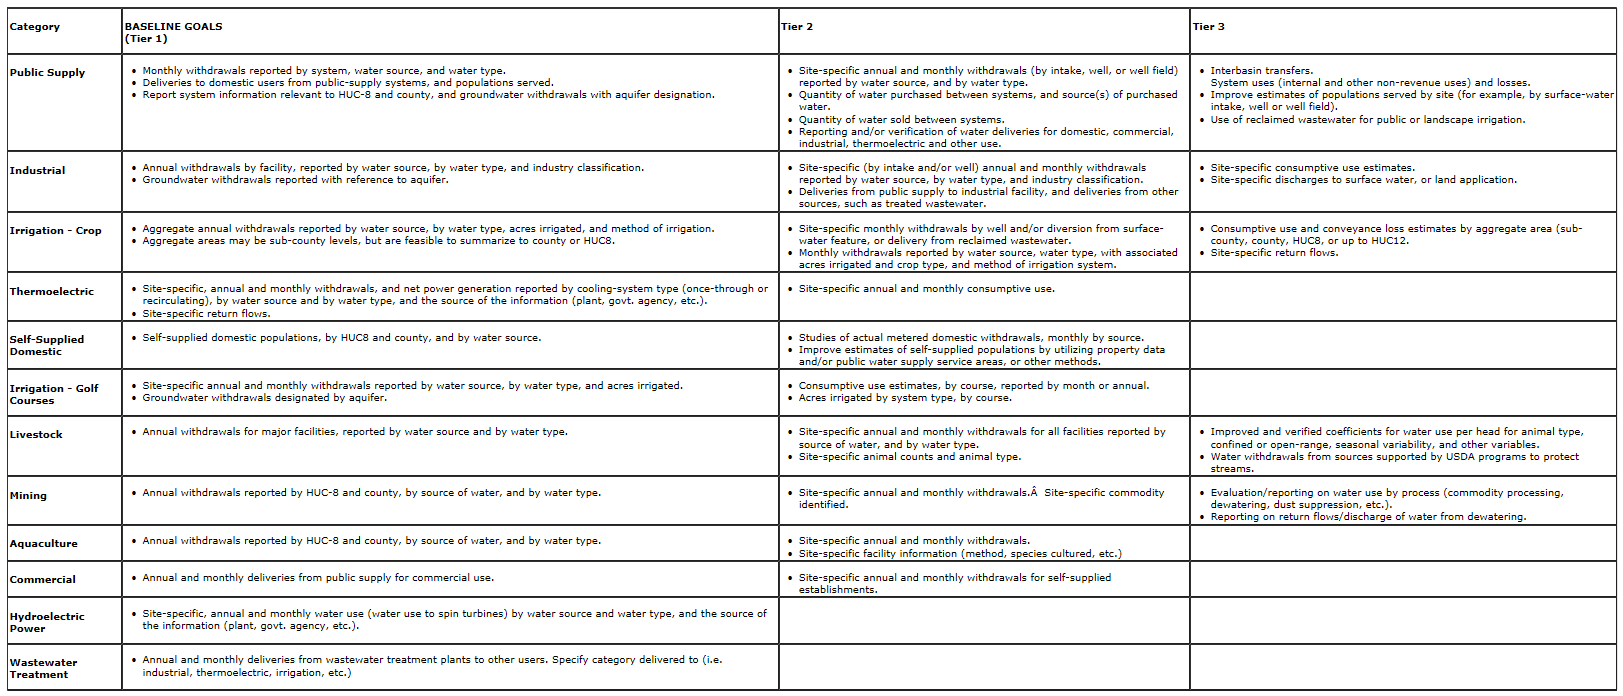 Category
BASELINE GOALS
(Tier 1)
Tier 2
Tier 3
Public Supply
• Monthly withdrawals reported by system, water source, and water type.
• Deliveries to domestic users from public-supply systems, and populations served.
• Report system information relevant to HUC-8 and county, and groundwater withdrawals with aquifer designation.
• Site-specific annual and monthly withdrawals (by intake, well, or well field)
reported by water source, and by water type.
• Quantity of water purchased between systems, and source(s) of purchased
water.
• Quantity of water sold between systems.
• Reporting and/or verification of water deliveries for domestic, commercial,
industrial, thermoelectric and other use.
• Interbasin transfers.
System uses (internal and other non-revenue uses) and losses.
• Improve estimates of populations served by site (for example, by surface-water
intake, well or well field).
• Use of reclaimed wastewater for public or landscape irrigation.
Industrial
• Annual withdrawals by facility, reported by water source, by water type, and industry classification.
• Groundwater withdrawals reported with reference to aquifer.
• Site-specific (by intake and/or well) annual and monthly withdrawals
reported by water source, by water type, and industry classification.
• Deliveries from public supply to industrial facility, and deliveries from other
sources, such as treated wastewater.
• Site-specific consumptive use estimates.
• Site-specific discharges to surface water, or land application.
Irrigation - Crop
• Aggregate annual withdrawals reported by water source, by water type, acres irrigated, and method of irrigation.
• Aggregate areas may be sub-county levels, but are feasible to summarize to county or HUC8.
• Site-specific monthly withdrawals by well and/or diversion from surface-
water feature, or delivery from reclaimed wastewater.
• Monthly withdrawals reported by water source, water type, with associated
acres irrigated and crop type, and method of irrigation system.
• Consumptive use and conveyance loss estimates by aggregate area (sub-
county, county, HUC8, or up to HUC12.
• Site-specific return flows.
Thermoelectric
• Site-specific, annual and monthly withdrawals, and net power generation reported by cooling-system type (once-through or
recirculating), by water source and by water type, and the source of the information (plant, govt. agency, etc.).
• Site-specific return flows.
• Site-specific annual and monthly consumptive use.
Self-Supplied
Domestic
• Self-supplied domestic populations, by HUC8 and county, and by water source.
• Studies of actual metered domestic withdrawals, monthly by source.
• Improve estimates of self-supplied populations by utilizing property data
and/or public water supply service areas, or other methods.
Irrigation - Golf
Courses
• Site-specific annual and monthly withdrawals reported by water source, by water type, and acres irrigated.
• Groundwater withdrawals designated by aquifer.
• Consumptive use estimates, by course, reported by month or annual.
• Acres irrigated by system type, by course.
Livestock
• Annual withdrawals for major facilities, reported by water source and by water type.
• Site-specific annual and monthly withdrawals for all facilities reported by
source of water, and by water type.
• Site-specific animal counts and animal type.
• Improved and verified coefficients for water use per head for animal type,
confined or open-range, seasonal variability, and other variables.
• Water withdrawals from sources supported by USDA programs to protect
streams.
Mining
• Annual withdrawals reported by HUC-8 and county, by source of water, and by water type.
• Site-specific annual and monthly withdrawals.Â  Site-specific commodity
identified.
• Evaluation/reporting on water use by process (commodity processing,
dewatering, dust suppression, etc.).
• Reporting on return flows/discharge of water from dewatering.
Aquaculture
• Annual withdrawals reported by HUC-8 and county, by source of water, and by water type.
• Site-specific annual and monthly withdrawals.
• Site-specific facility information (method, species cultured, etc.)
Commercial
• Annual and monthly deliveries from public supply for commercial use.
• Site-specific annual and monthly withdrawals for self-supplied
establishments.
Hydroelectric
Power
• Site-specific, annual and monthly water use (water use to spin turbines) by water source and water type, and the source of
the information (plant, govt. agency, etc.).
Wastewater
Treatment
• Annual and monthly deliveries from wastewater treatment plants to other users. Specify category delivered to (i.e.
industrial, thermoelectric, irrigation, etc.)